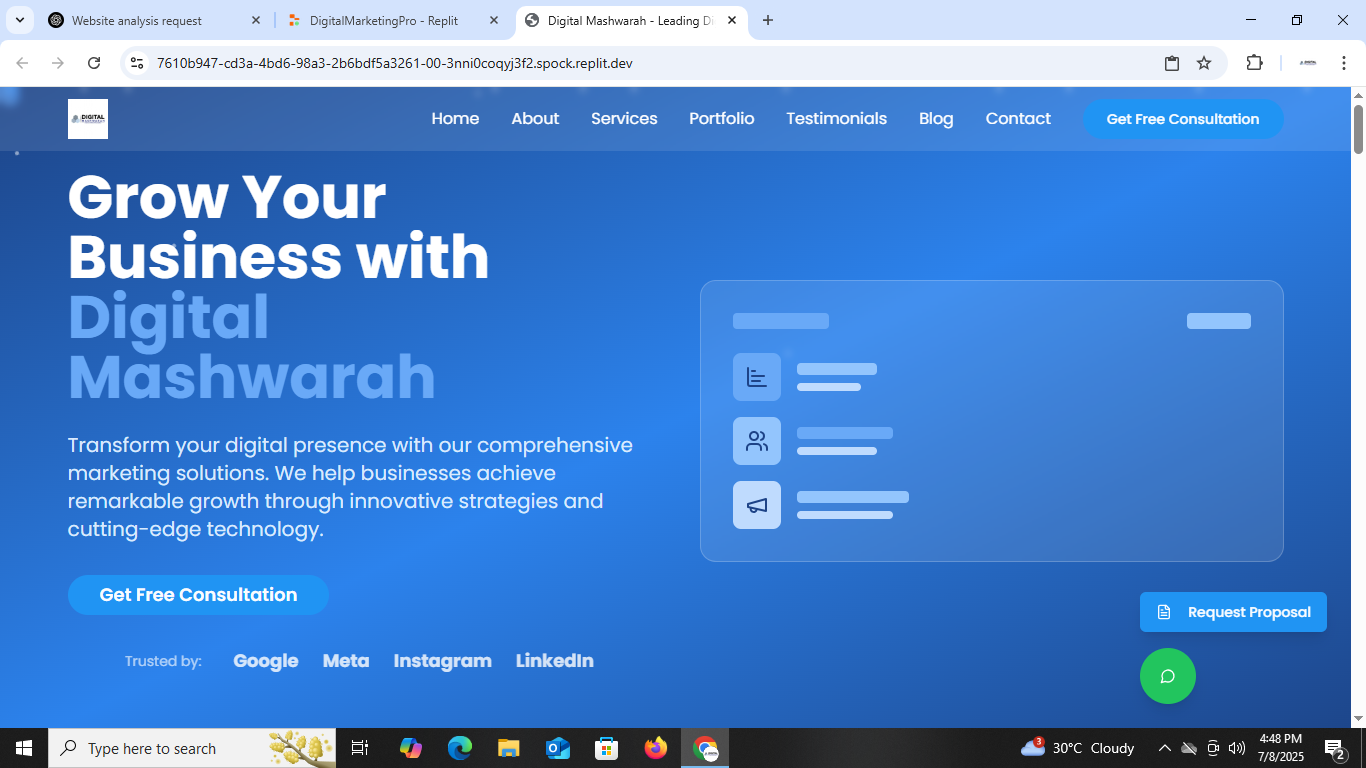 Website analysis request
DigitalMarketingPro - Replit
Digital Mashwarah - Leading Di
7610b947-cd3a-4bd6-98a3-2b6bdf5a3261-00-3nni0coqyj3f2.spock.replit.dev
DIGITAL
Home
About
Services
Portfolio
Testimonials
Blog
Contact
Get Free Consultation
Grow Your
Business with
Digital
Mashwarah
Transform your digital presence with our comprehensive
marketing solutions. We help businesses achieve
remarkable growth through innovative strategies and
cutting-edge technology.
Get Free Consultation
Request Proposal
Trusted by:
Google
Meta
Instagram
LinkedIn
Type here to search
3
30°C Cloudy
4:48 PM
7/8/2025
2